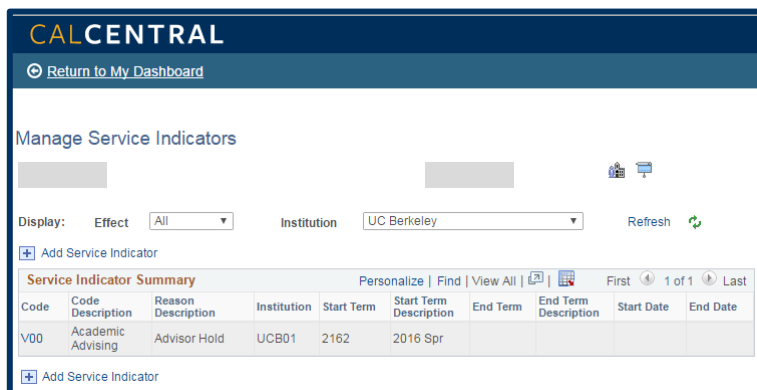 CALCENTRAL
Return to My Dashboard
Manage Service Indicators
Display: Effect All Institution UC Berkeley Refresh
Add Service Indicator
Service Indicator Summary Personalize | Find | View All | | First 1 of 1 Last
Code Code Description Reason Description Institution Start Term Start Term Description End Term End Term Description Start Date End Date
V00 Academic Advising Advisor Hold UCB01 2162 2016 Spr
Add Service Indicator